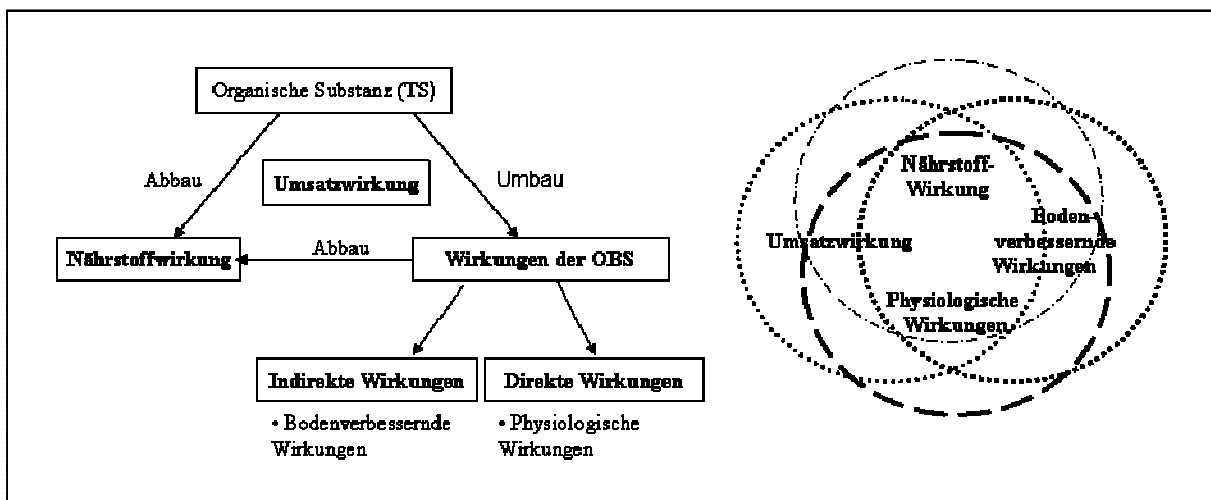 Organische Substanz (TS)
Abbau
Umsatzwirkung
Umbau
Nährstoffwirkung
Abbau
Wirkungen der OBS
Indirekte Wirkungen
Direkte Wirkungen
• Bodenverbessernde
Wirkungen
• Physiologische
Wirkungen
Nährstoff-
Wirkung
Umsatzwirkung
Boden-
verbessernde
Wirkungen
Physiologische
Wirkungen